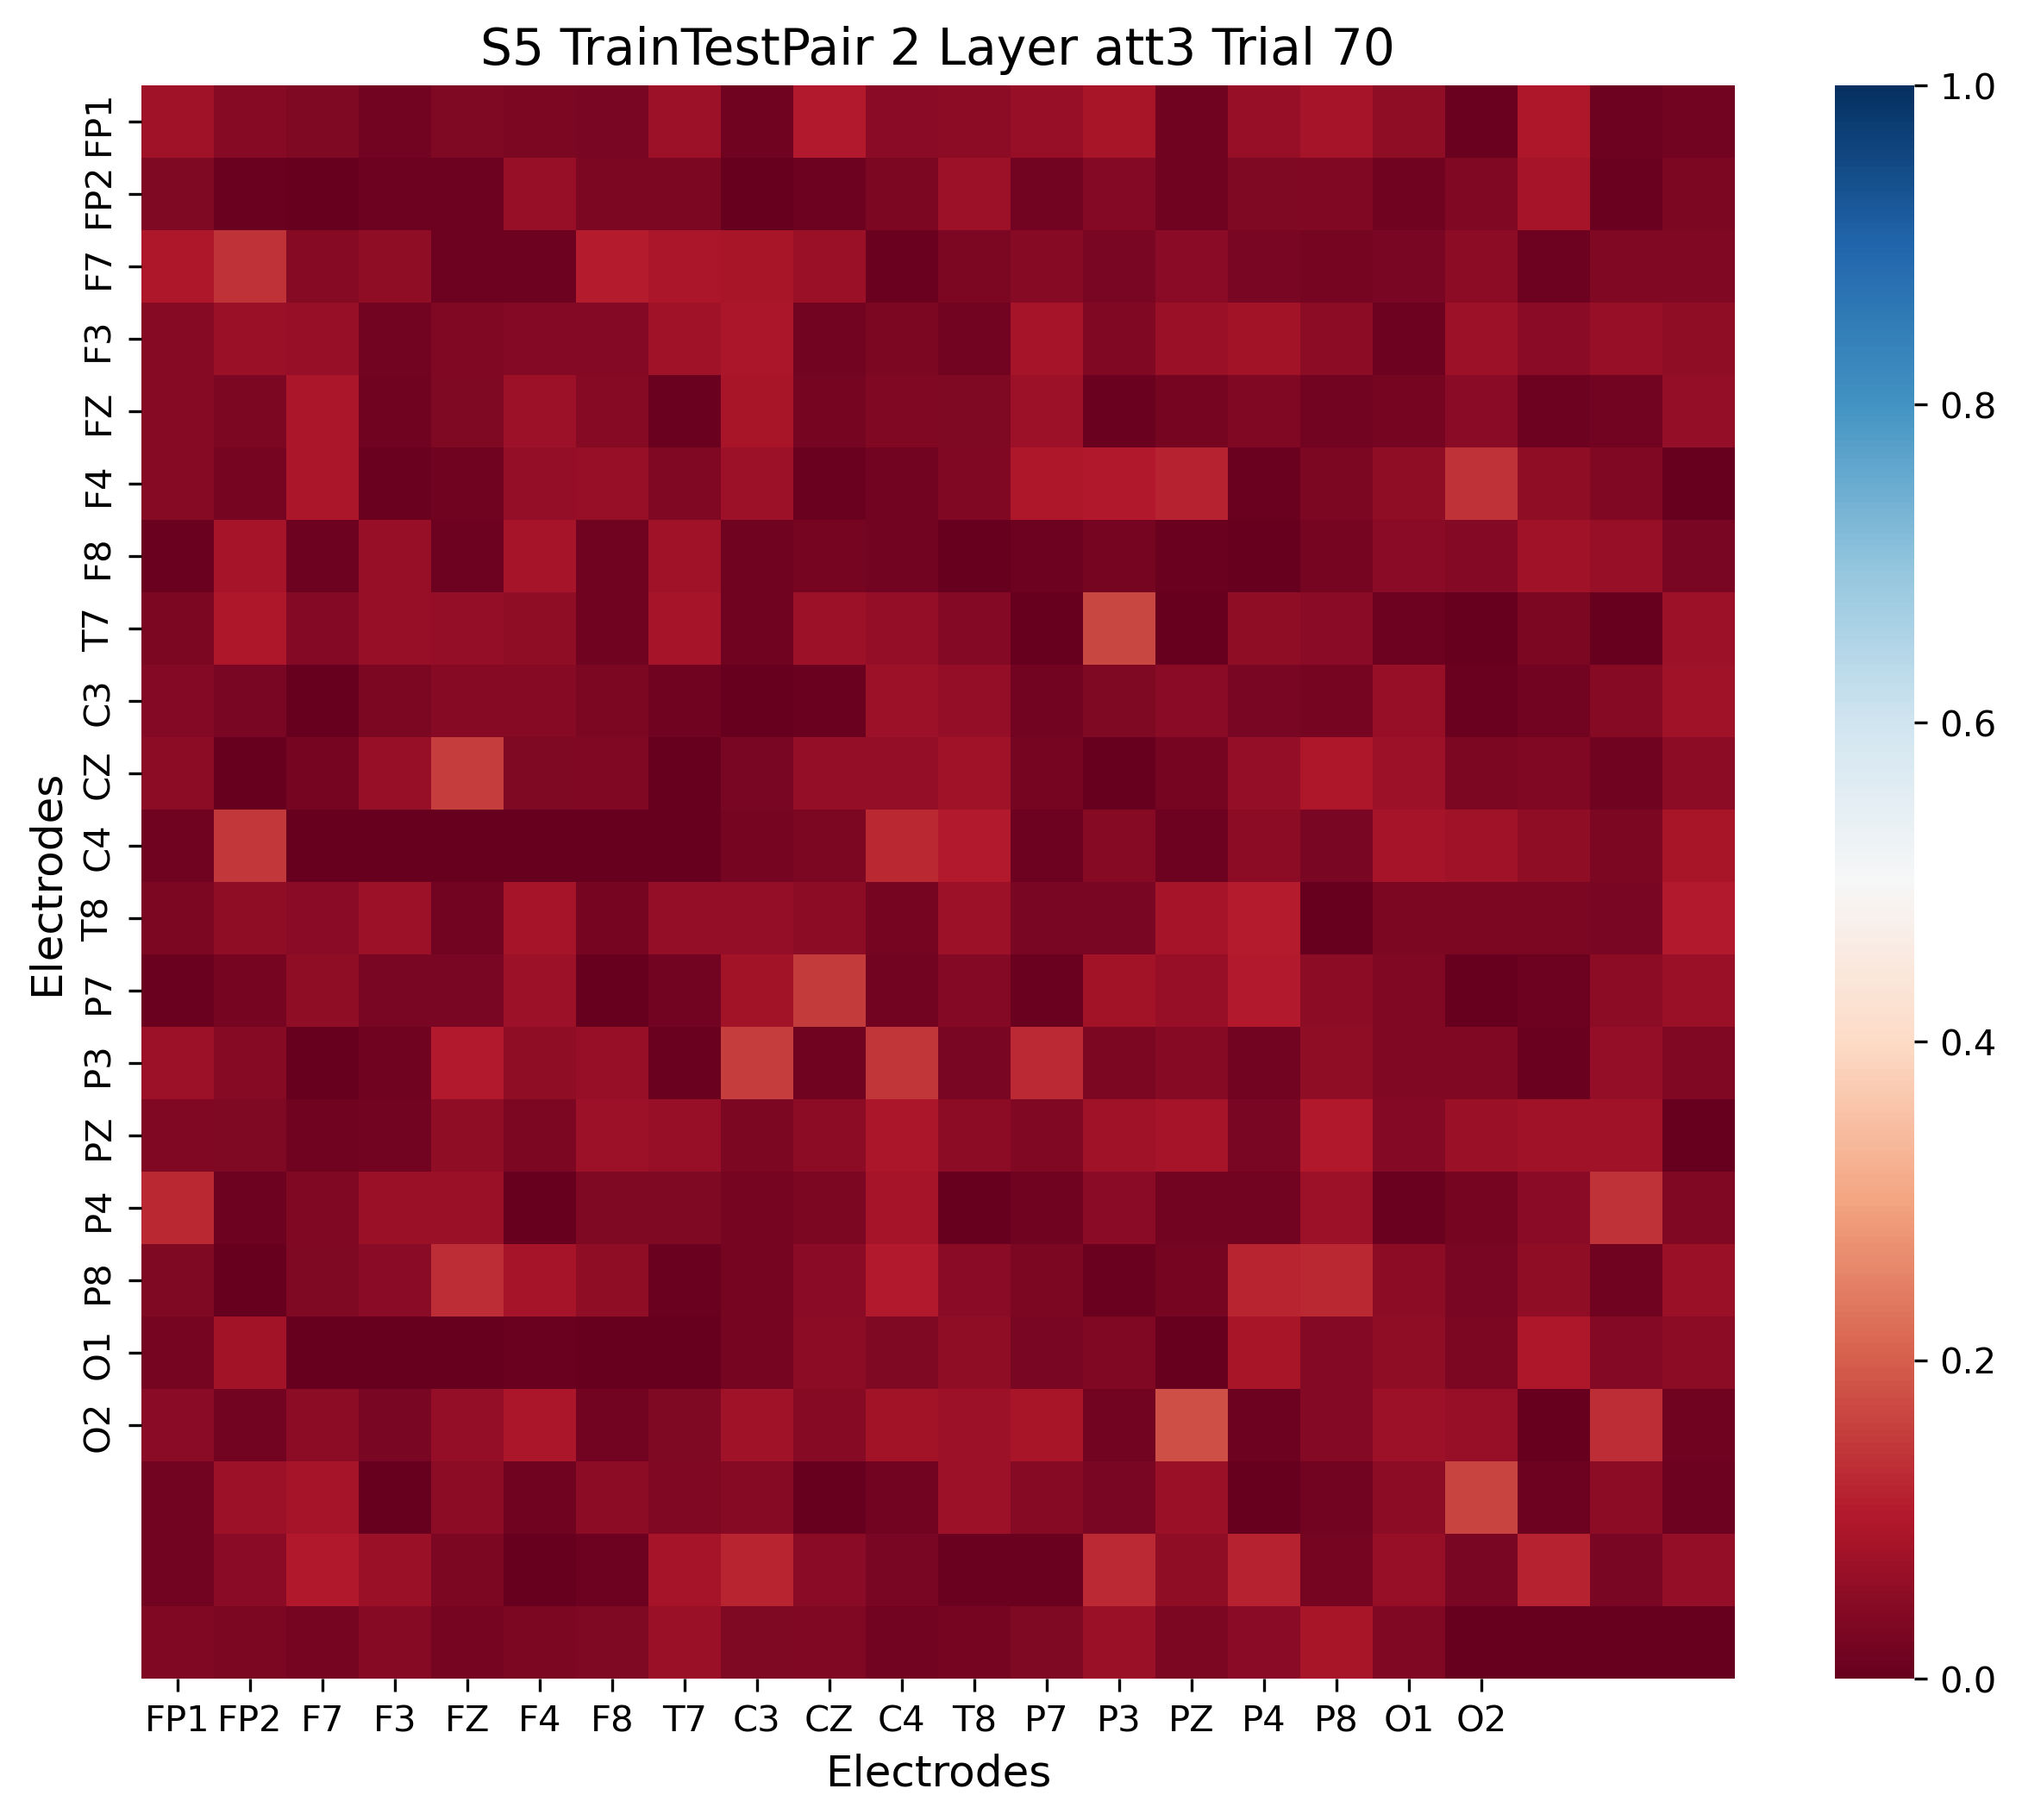 S5 TrainTestPair 2 Layer att3 Trial 70
Electrodes
FP1
FP2
F7
F3
FZ
F4
F8
T7
C3
CZ
C4
T8
P7
P3
PZ
P4
P8
O1
O2
FP1 FP2 F7 F3 FZ F4 F8 T7 C3 CZ C4 T8 P7 P3 PZ P4 P8 O1 O2
Electrodes
1.0
0.8
0.6
0.4
0.2
0.0